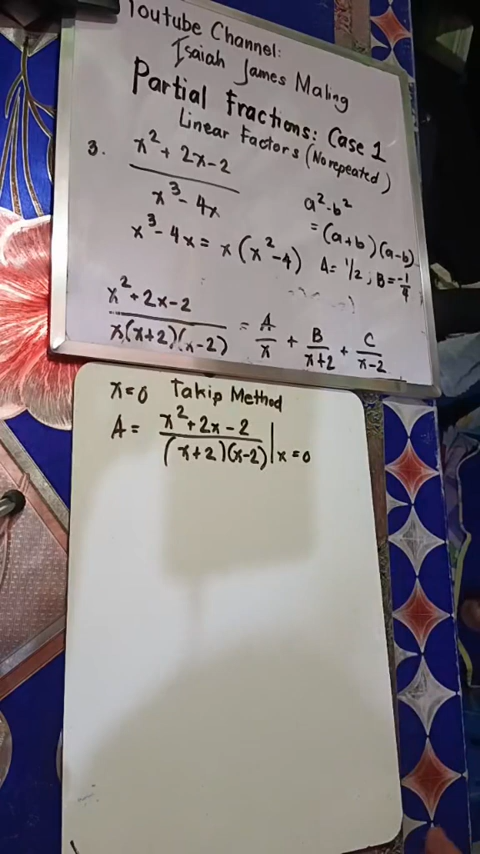 Youtube Channel:
Isaiah James Maling
Partial Fractions: Case 1
Linear Factors (No repeated)
3. x²+2x-2 / x³-4x
a²-b²
=(a+b)(a-b)
x³-4x = x(x²-4)
A=1/2; B=-1/4
x²+2x-2 / x(x+2)(x-2) = A/x + B/x+2 + C/x-2
x=0 Takip Method
A= x²+2x-2 / (x+2)(x-2) | x=0